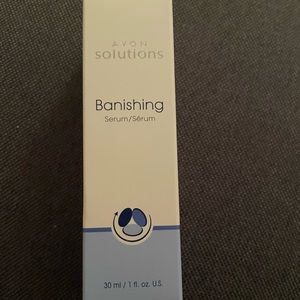 AVON
solutions
Banishing
Serum/Sérum
30 ml / 1 fl. oz. U.S.